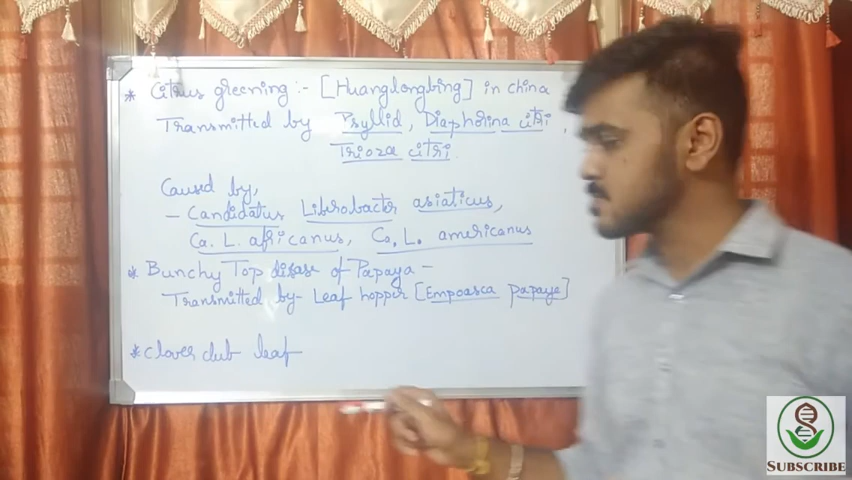 * Citrus greening :- [Huanglongbing] in china
Transmitted by Psyllid, Diaphorina citri,
Trioza citri.
Caused by,
- Candidatus Liberobacter asiaticus,
Ca. L. africanus, Ca, L. americanus
* Bunchy Top disease of Papaya -
Transmitted by- Leaf hopper [Empoasca papaye]
* clover club leaf
SUBSCRIBE